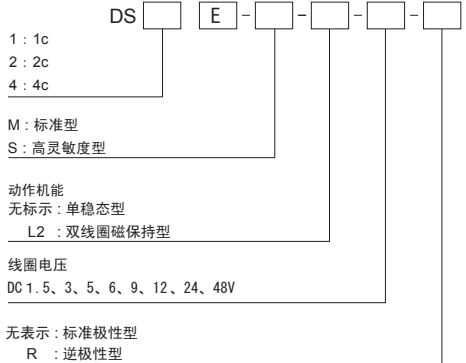 DS E - - - -
1：1c
2：2c
4：4c
M：标准型
S：高灵敏度型
动作机能
无标示：单稳态型
L2 ：双线圈磁保持型
线圈电压
DC 1.5、3、5、6、9、12、24、48V
无表示：标准极性型
R ：逆极性型